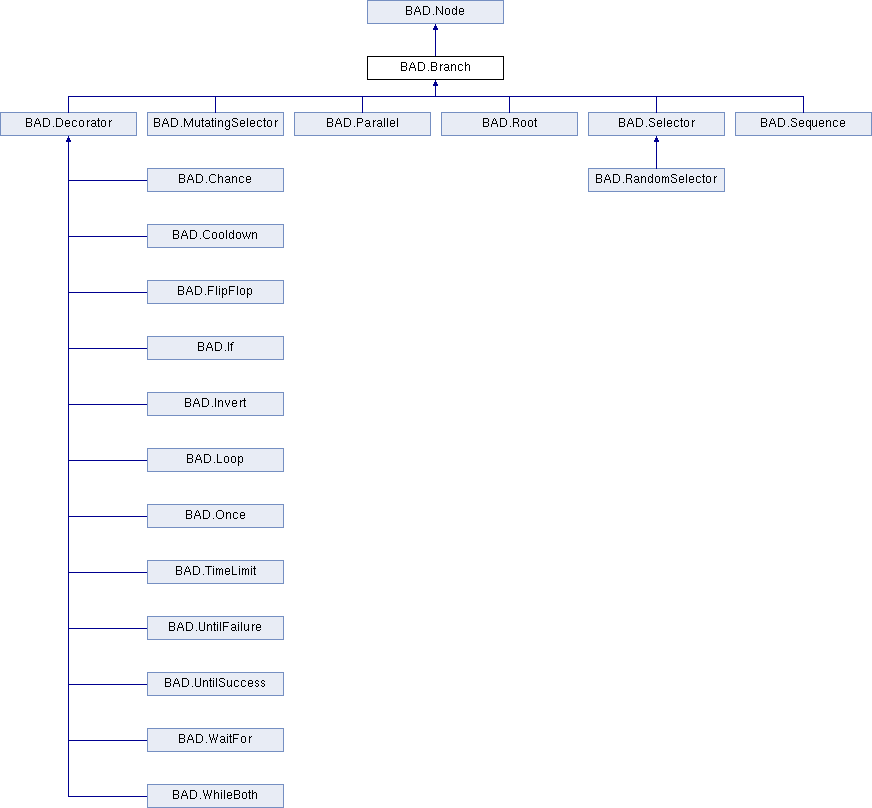 BAD.Node
BAD.Branch
BAD.Decorator
BAD.MutatingSelector
BAD.Parallel
BAD.Root
BAD.Selector
BAD.Sequence
BAD.Chance
BAD.RandomSelector
BAD.Cooldown
BAD.FlipFlop
BAD.If
BAD.Invert
BAD.Loop
BAD.Once
BAD.TimeLimit
BAD.UntilFailure
BAD.UntilSuccess
BAD.WaitFor
BAD.WhileBoth